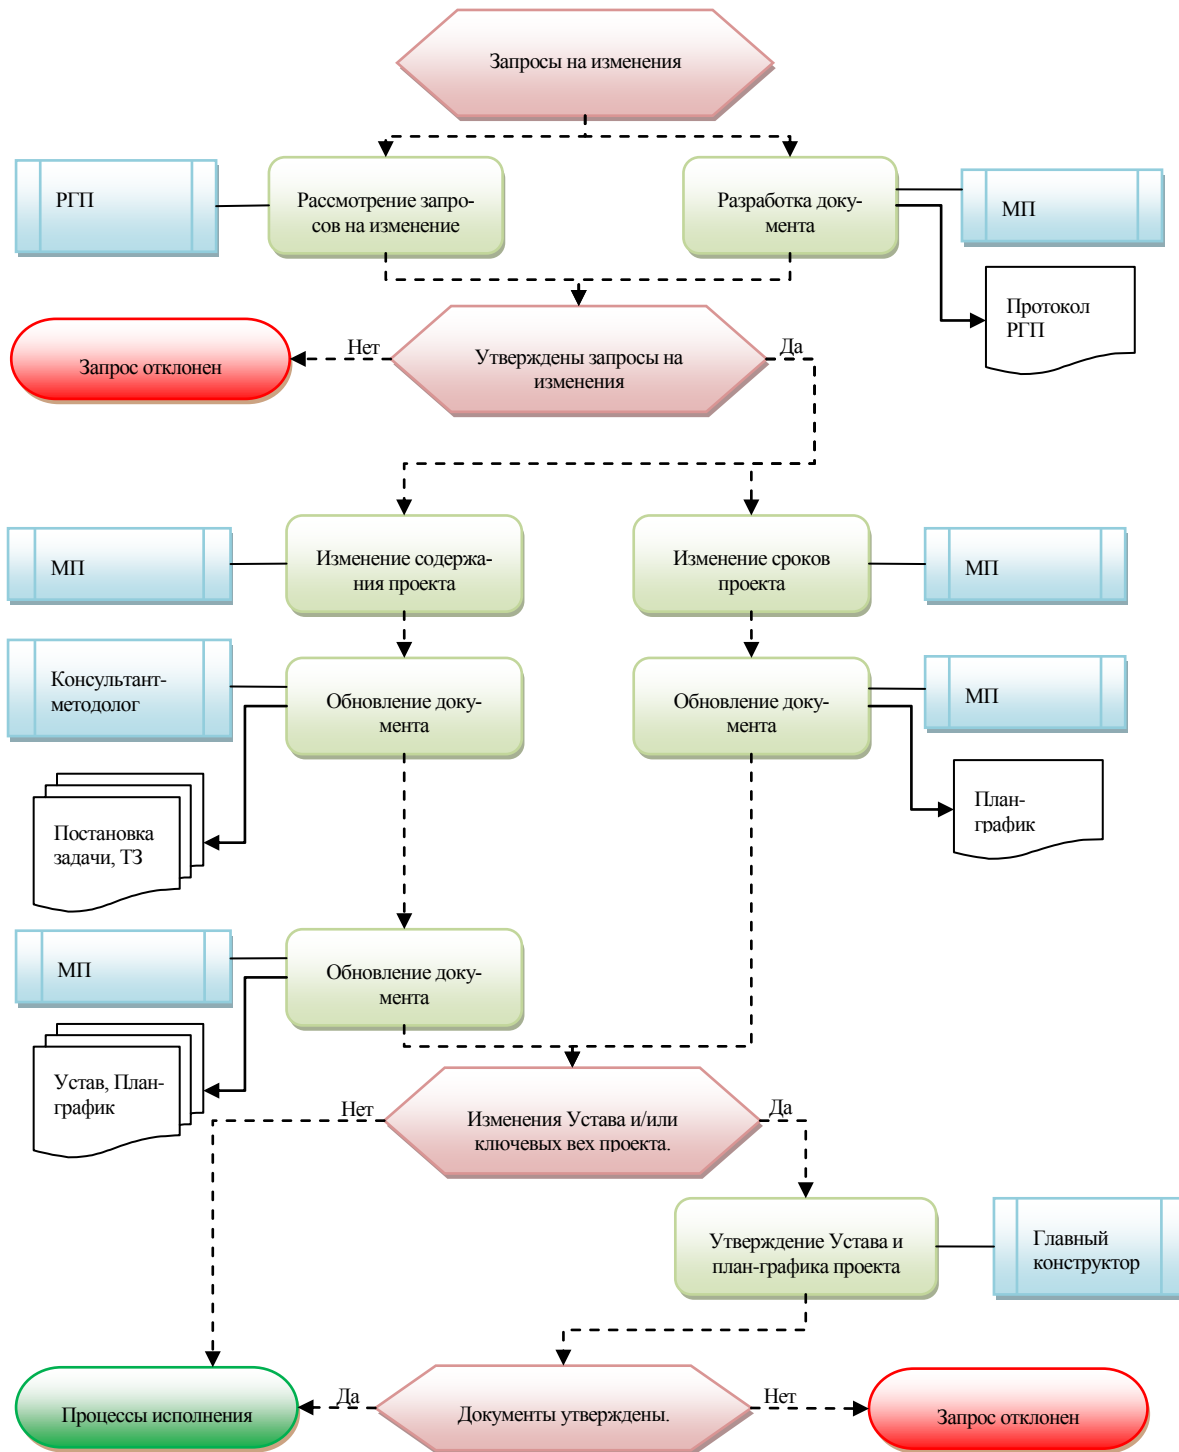 Запросы на изменения
РГП
Рассмотрение запро-
сов на изменение
Разработка доку-
мента
МП
Протокол
РГП
Запрос отклонен
Нет
Утверждены запросы на
изменения
Да
МП
Изменение содержа-
ния проекта
Изменение сроков
проекта
МП
Консультант-
методолог
Обновление доку-
мента
Обновление доку-
мента
МП
Постановка
задачи, ТЗ
План-
график
МП
Обновление доку-
мента
Устав, План-
график
Нет
Изменения Устава и/или
ключевых вех проекта.
Да
Утверждение Устава и
план-графика проекта
Главный
конструктор
Процессы исполнения
Да
Документы утверждены.
Нет
Запрос отклонен